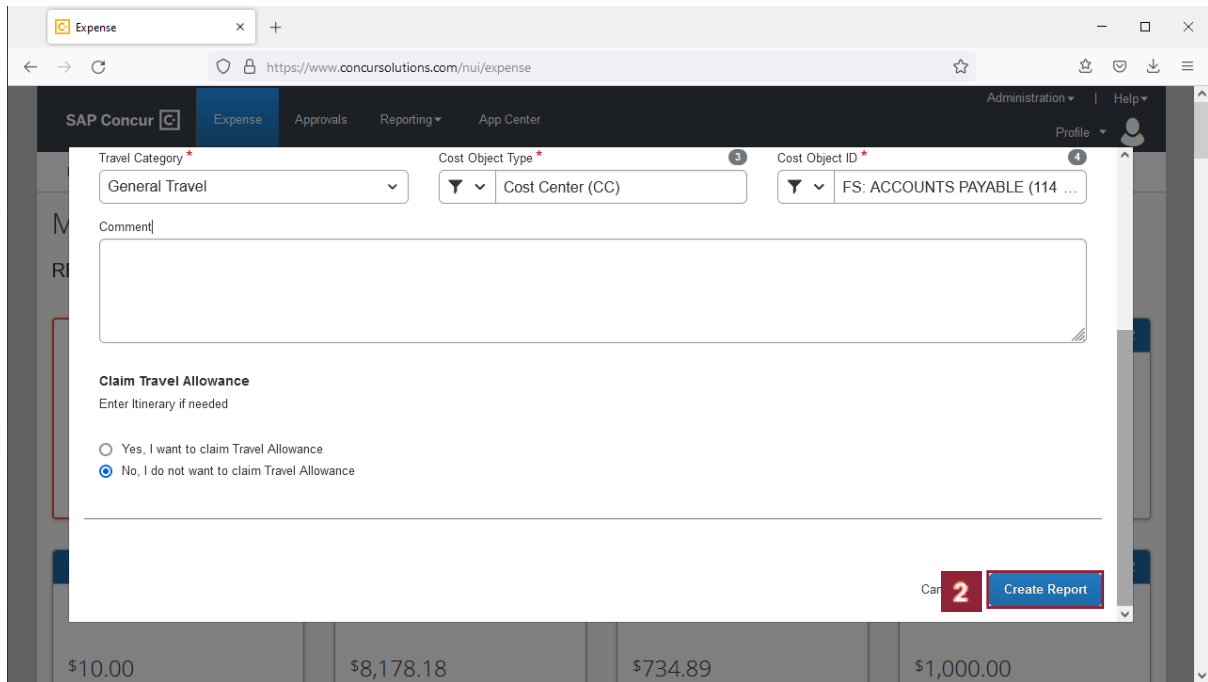 Expense
https://www.concursolutions.com/nui/expense
Administration | Help
SAP Concur C Expense Approvals Reporting App Center
Profile
Travel Category * Cost Object Type * 3 Cost Object ID * 4
General Travel Cost Center (CC) FS: ACCOUNTS PAYABLE (114 ...
Comment
Claim Travel Allowance
Enter Itinerary if needed
Yes, I want to claim Travel Allowance
No, I do not want to claim Travel Allowance
2 Create Report
$10.00 $8,178.18 $734.89 $1,000.00